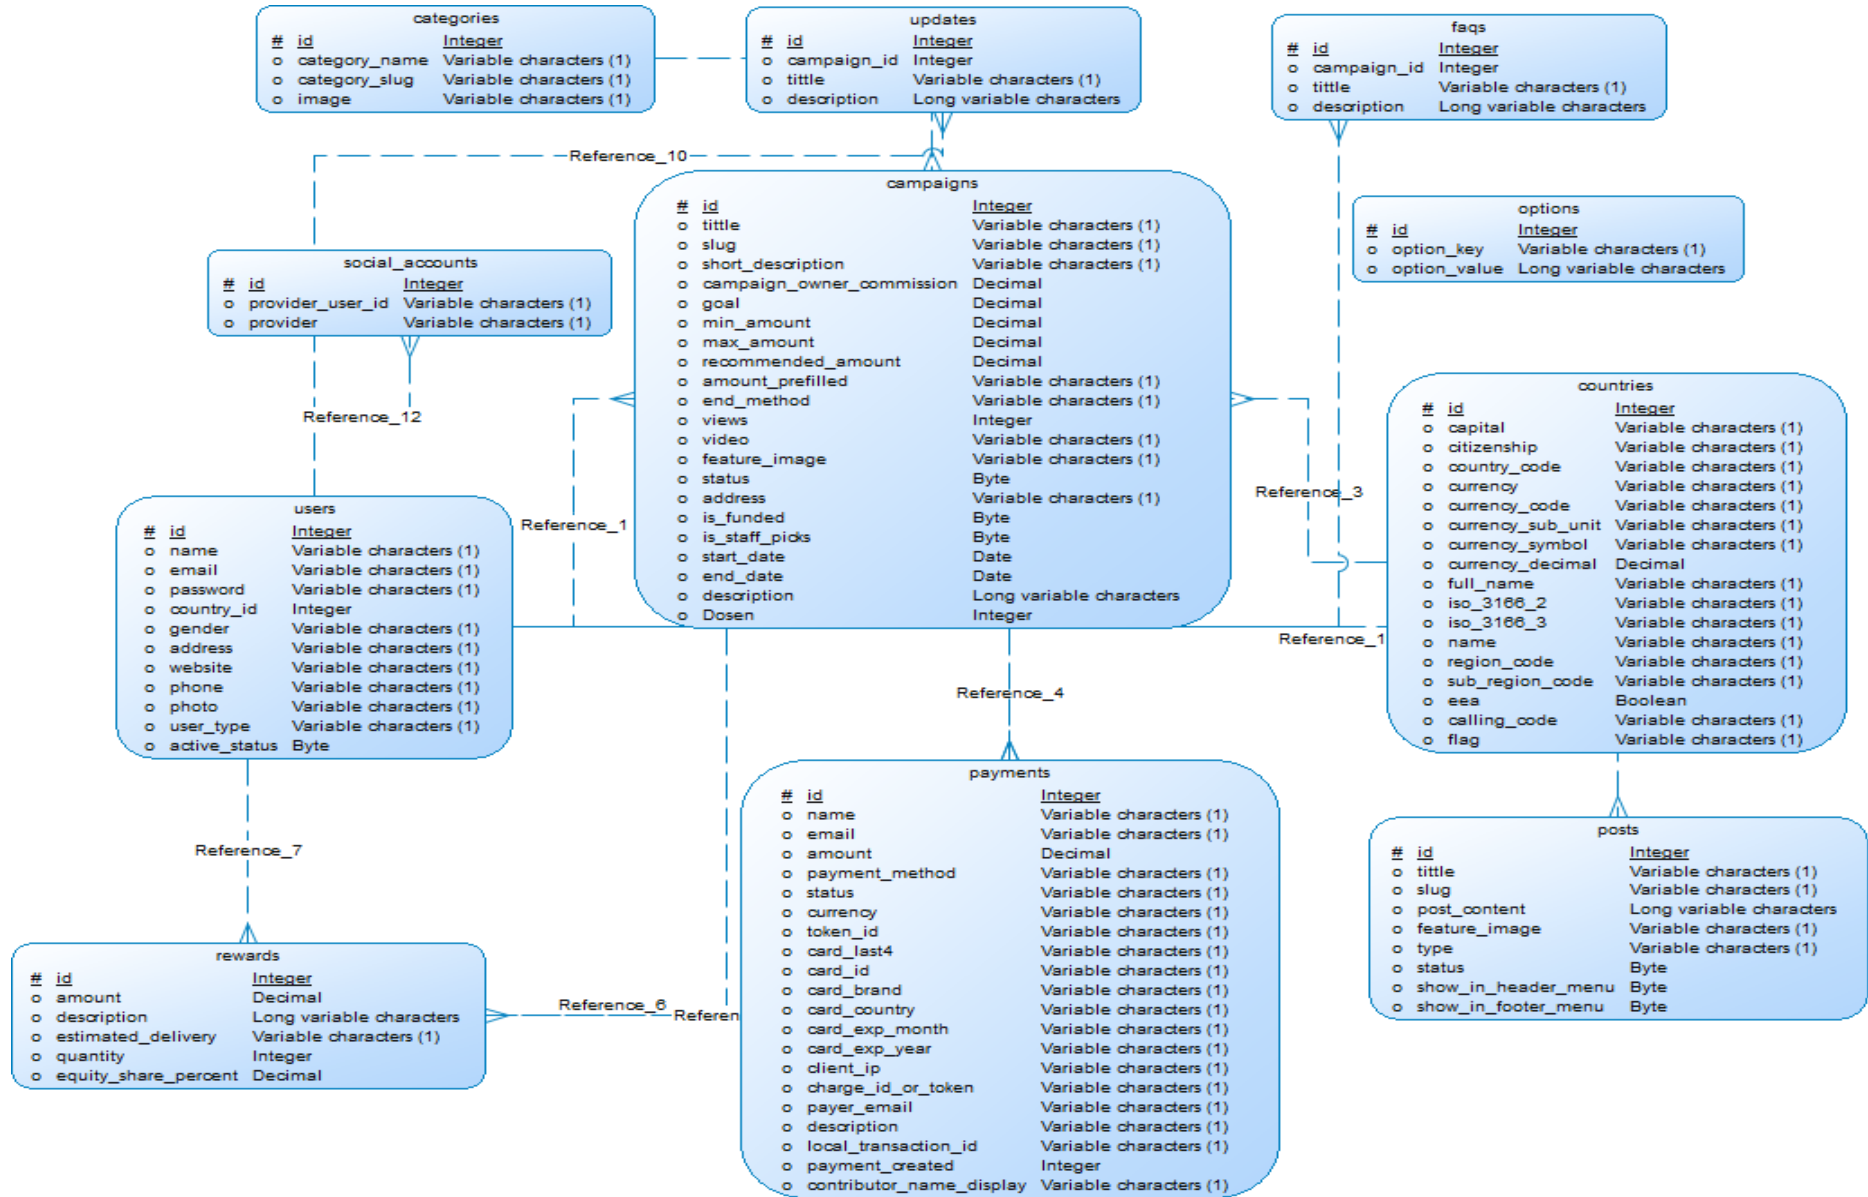 categories
# id Integer
o category_name Variable characters (1)
o category_slug Variable characters (1)
o image Variable characters (1)
updates
# id Integer
o campaign_id Integer
o tittle Variable characters (1)
o description Long variable characters
faqs
# id Integer
o campaign_id Integer
o tittle Variable characters (1)
o description Long variable characters
Reference_10
campaigns
# id Integer
o tittle Variable characters (1)
o slug Variable characters (1)
o short_description Variable characters (1)
o campaign_owner_commission Decimal
o goal Decimal
o min_amount Decimal
o max_amount Decimal
o recommended_amount Decimal
o amount_prefilled Variable characters (1)
o end_method Variable characters (1)
o views Integer
o video Variable characters (1)
o feature_image Variable characters (1)
o status Byte
o address Variable characters (1)
o is_funded Byte
o is_staff_picks Byte
o start_date Date
o end_date Date
o description Long variable characters
o Dosen Integer
options
# id Integer
o option_key Variable characters (1)
o option_value Long variable characters
social_accounts
# id Integer
o provider_user_id Variable characters (1)
o provider Variable characters (1)
Reference_12
countries
# id Integer
o capital Variable characters (1)
o citizenship Variable characters (1)
o country_code Variable characters (1)
o currency Variable characters (1)
o currency_code Variable characters (1)
o currency_sub_unit Variable characters (1)
o currency_symbol Variable characters (1)
o currency_decimal Decimal
o full_name Variable characters (1)
o iso_3166_2 Variable characters (1)
o iso_3166_3 Variable characters (1)
o name Variable characters (1)
o region_code Variable characters (1)
o sub_region_code Variable characters (1)
o eea Boolean
o calling_code Variable characters (1)
o flag Variable characters (1)
Reference_3
Reference_1
users
# id Integer
o name Variable characters (1)
o email Variable characters (1)
o password Variable characters (1)
o country_id Integer
o gender Variable characters (1)
o address Variable characters (1)
o website Variable characters (1)
o phone Variable characters (1)
o photo Variable characters (1)
o user_type Variable characters (1)
o active_status Byte
Reference_1
Reference_4
payments
# id Integer
o name Variable characters (1)
o email Variable characters (1)
o amount Decimal
o payment_method Variable characters (1)
o status Variable characters (1)
o currency Variable characters (1)
o token_id Variable characters (1)
o card_last4 Variable characters (1)
o card_id Variable characters (1)
o card_brand Variable characters (1)
o card_country Variable characters (1)
o card_exp_month Variable characters (1)
o card_exp_year Variable characters (1)
o client_ip Variable characters (1)
o charge_id_or_token Variable characters (1)
o payer_email Variable characters (1)
o description Variable characters (1)
o local_transaction_id Variable characters (1)
o payment_created Integer
o contributor_name_display Variable characters (1)
posts
# id Integer
o tittle Variable characters (1)
o slug Variable characters (1)
o post_content Long variable characters
o feature_image Variable characters (1)
o type Variable characters (1)
o status Byte
o show_in_header_menu Byte
o show_in_footer_menu Byte
Reference_7
rewards
# id Integer
o amount Decimal
o description Long variable characters
o estimated_delivery Variable characters (1)
o quantity Integer
o equity_share_percent Decimal
Reference_6
Referen